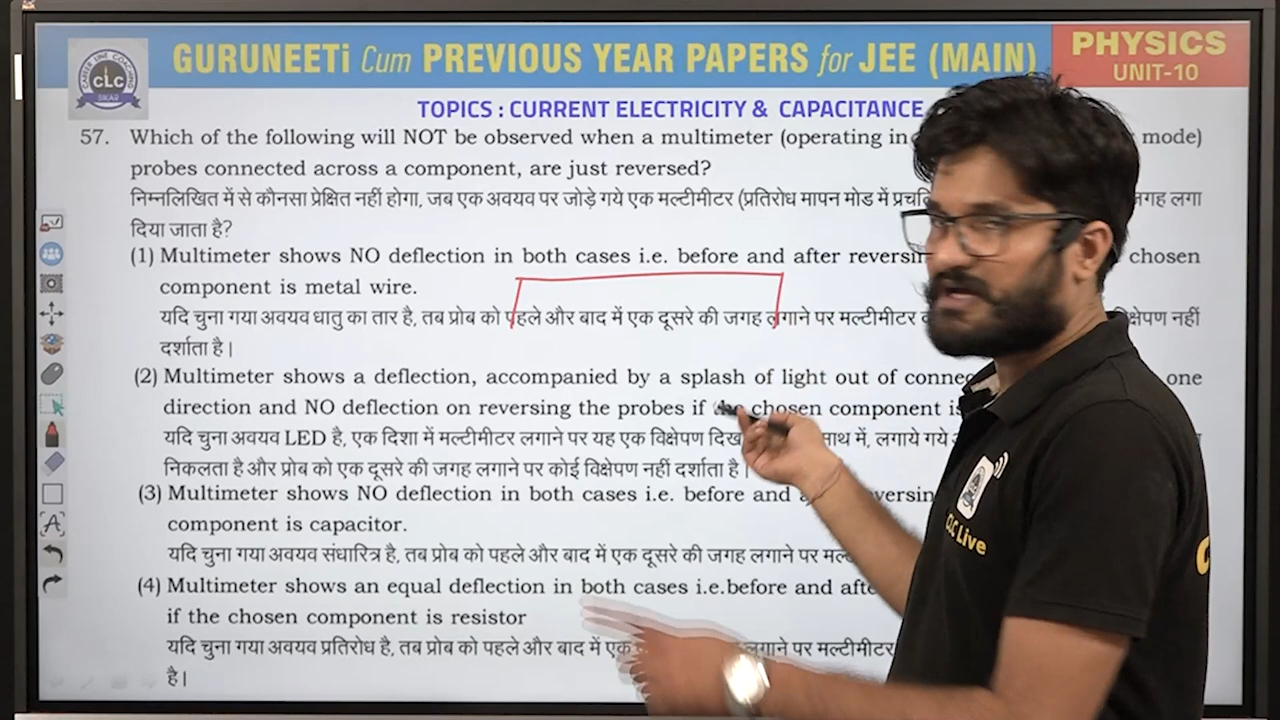 GURUNEETi Cum PREVIOUS YEAR PAPERS for JEE (MAIN)
PHYSICS
UNIT-10
CLC
SIKAR
TOPICS : CURRENT ELECTRICITY & CAPACITANCE
57. Which of the following will NOT be observed when a multimeter (operating in mode)
probes connected across a component, are just reversed?
निम्नलिखित में से कौनसा प्रेक्षित नहीं होगा, जब एक अवयव पर जोड़े गये एक मल्टीमीटर (प्रतिरोध मापन मोड में लगा
दिया जाता है?
(1) Multimeter shows NO deflection in both cases i.e. before and after chosen
component is metal wire.
यदि चुना गया अवयव धातु का तार है, तब प्रोब को पहले और बाद में एक दूसरे की जगह लगाने पर मल्टीमीटर नहीं
दर्शाता है।
(2) Multimeter shows a deflection, accompanied by a splash of light out of one
direction and NO deflection on reversing the probes if chosen component is
यदि चुना अवयव LED है, एक दिशा में मल्टीमीटर लगाने पर यह एक विक्षेपण में, लगाये गये
निकलता है और प्रोब को एक दूसरे की जगह लगाने पर कोई विक्षेपण नहीं दर्शाता है।
(3) Multimeter shows NO deflection in both cases i.e. before and
component is capacitor.
यदि चुना गया अवयव संधारित्र है, तब प्रोब को पहले और बाद में एक दूसरे की जगह लगाने पर
(4) Multimeter shows an equal deflection in both cases i.e.before and
if the chosen component is resistor
यदि चुना गया अवयव प्रतिरोध है, तब प्रोब को पहले और बाद में पर मल्टीमीटर
है।
CLC Live